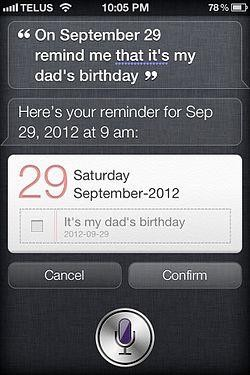 TELUS 10:05 PM 78%
“ On September 29
remind me that it's my
dad's birthday ”
Here's your reminder for Sep
29, 2012 at 9 am:
29 Saturday
September-2012
It's my dad's birthday
2012-09-29
Cancel Confirm